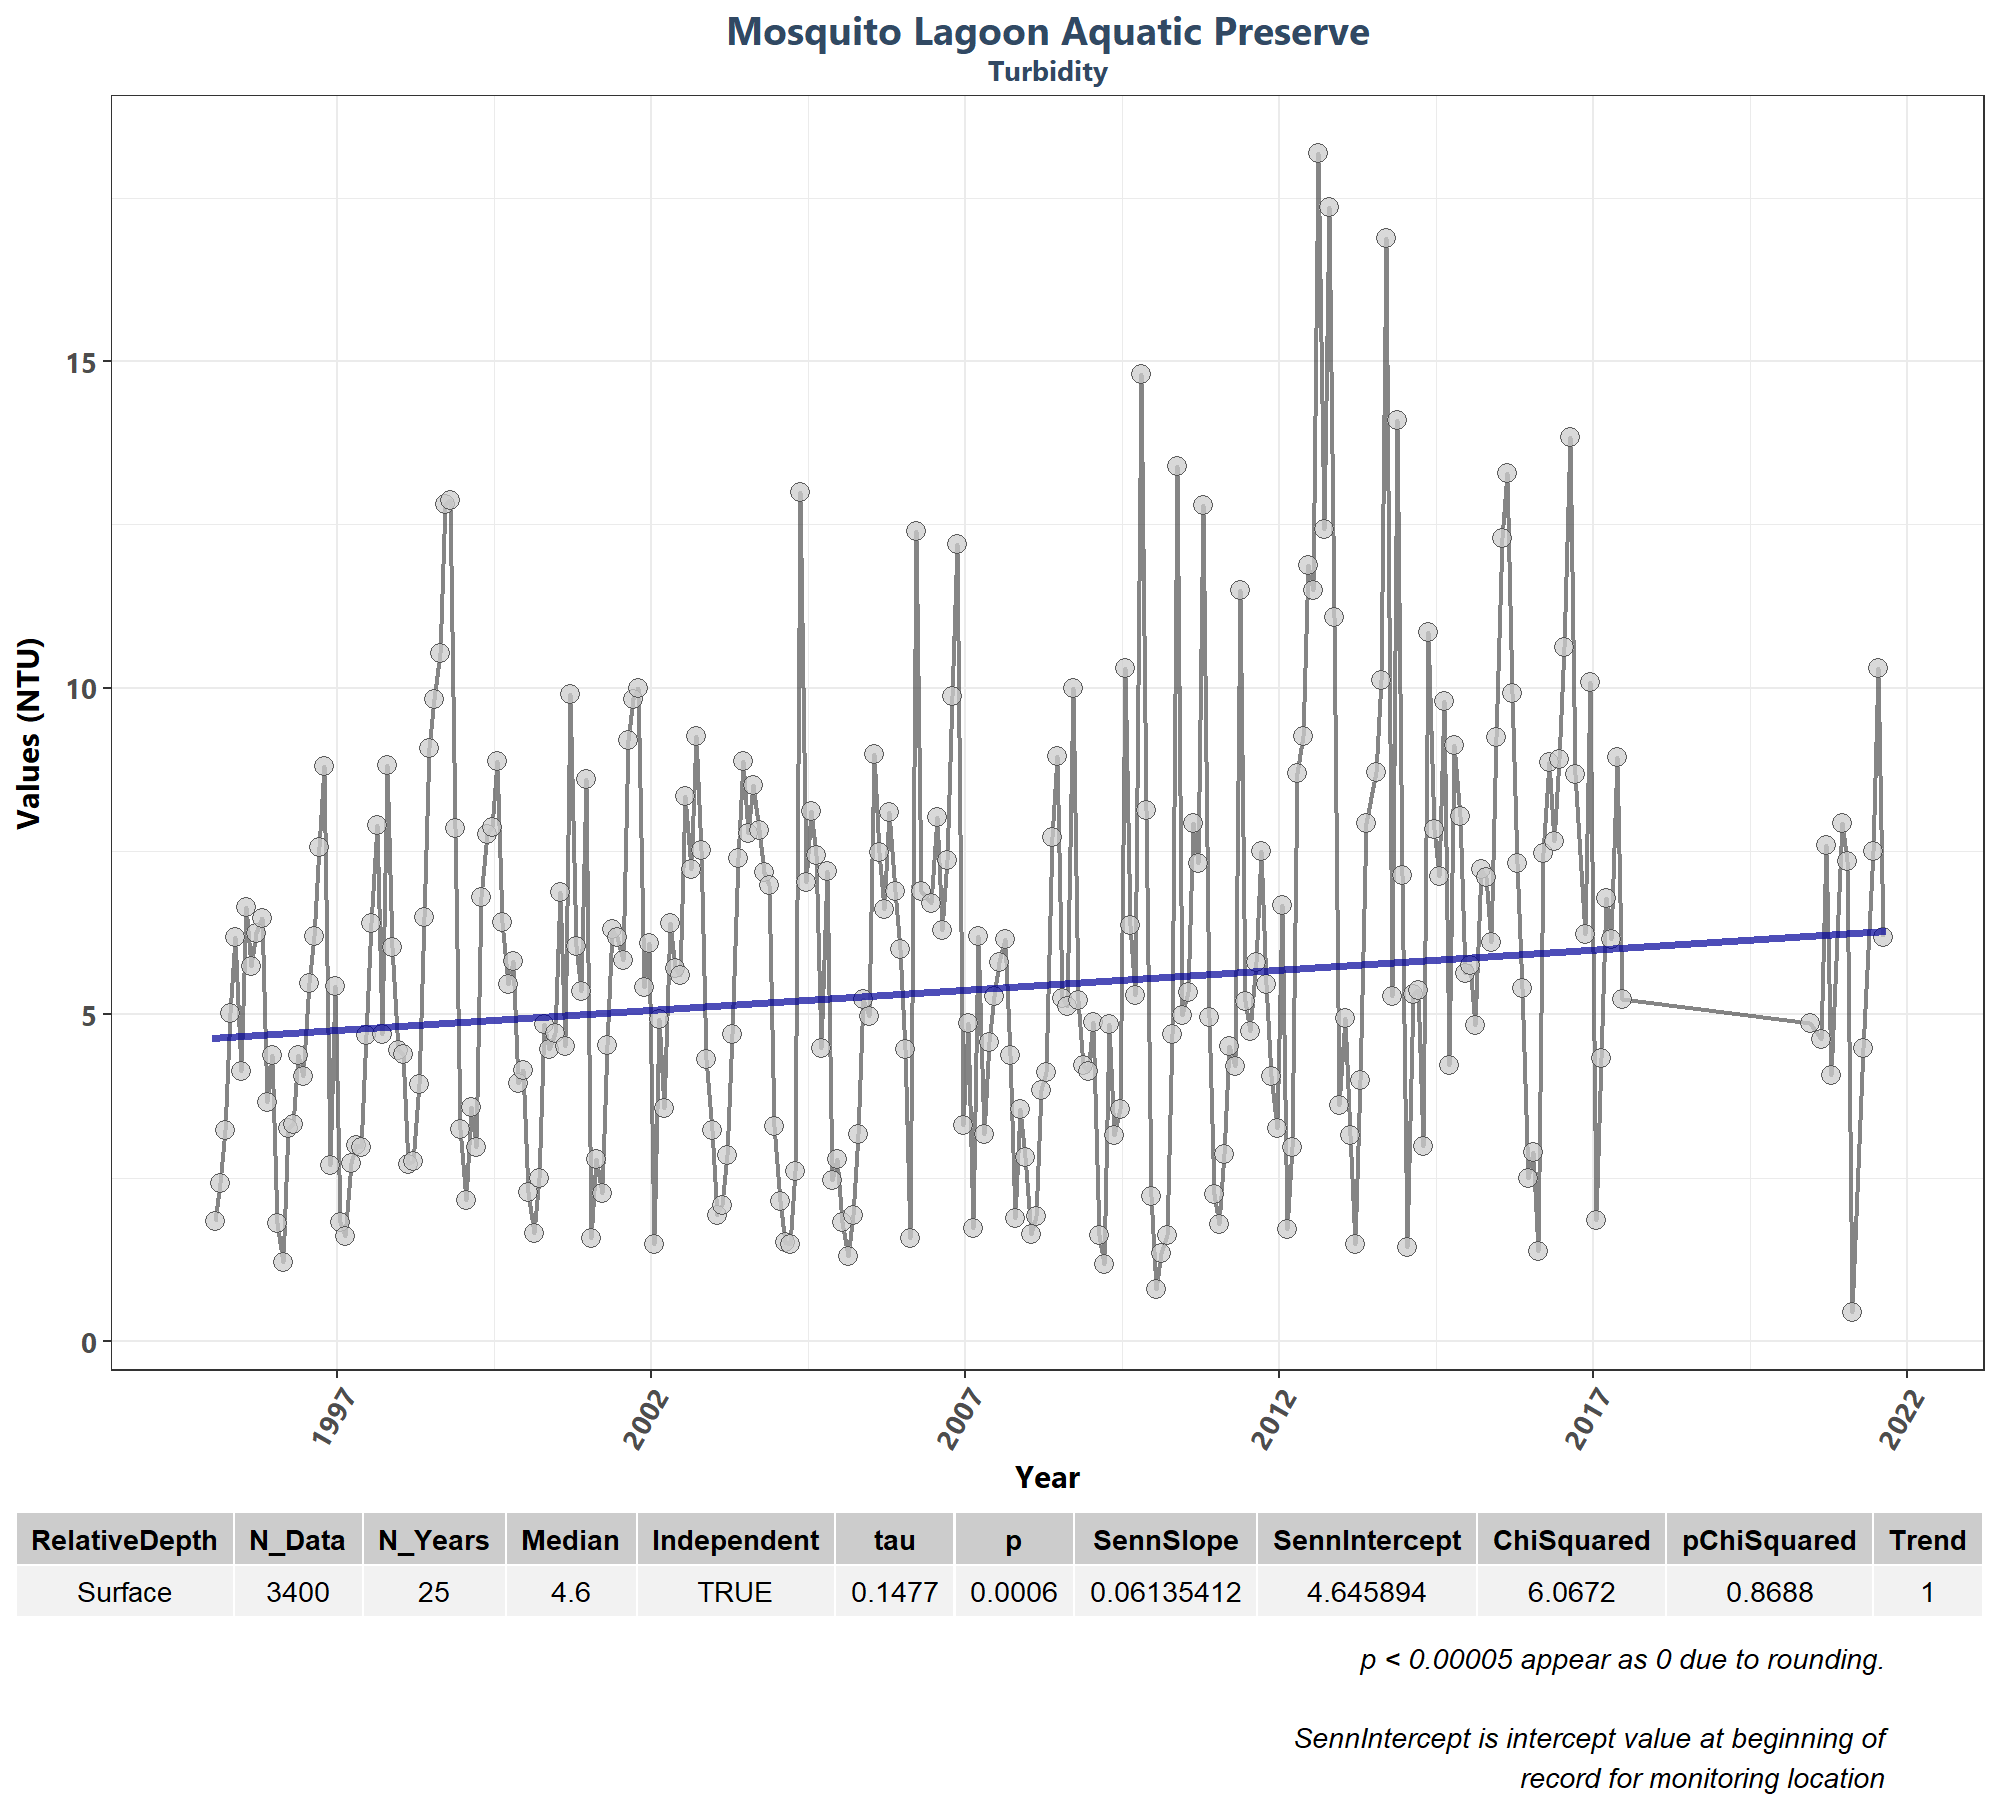 Mosquito Lagoon Aquatic Preserve
Turbidity
Values (NTU)
15
10
5
0
1997
2002
2007
2012
2017
2022
Year
RelativeDepth N_Data N_Years Median Independent tau p SennSlope SennIntercept ChiSquared pChiSquared Trend
Surface 3400 25 4.6 TRUE 0.1477 0.0006 0.06135412 4.645894 6.0672 0.8688 1
p < 0.00005 appear as 0 due to rounding.
SennIntercept is intercept value at beginning of
record for monitoring location